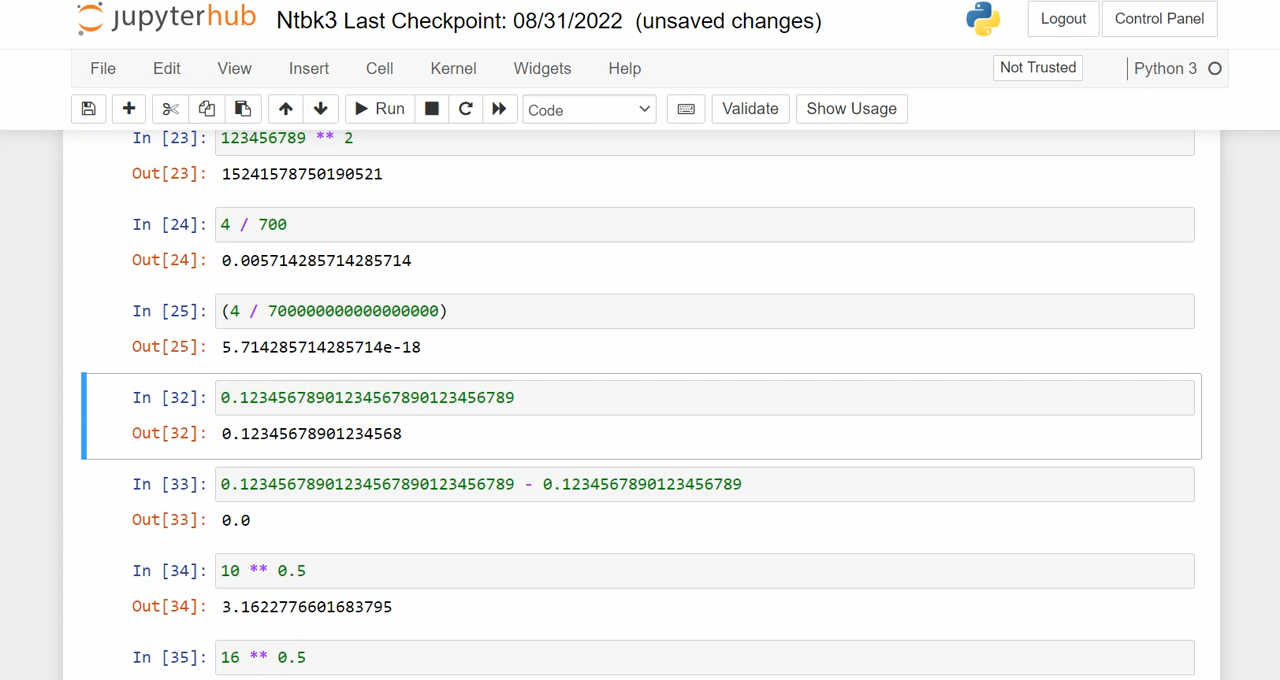 jupyterhub Ntbk3 Last Checkpoint: 08/31/2022 (unsaved changes) Logout Control Panel
File Edit View Insert Cell Kernel Widgets Help Not Trusted Python 3
Run Code Validate Show Usage
In [23]: 123456789 ** 2
Out[23]: 15241578750190521
In [24]: 4 / 700
Out[24]: 0.005714285714285714
In [25]: (4 / 700000000000000000)
Out[25]: 5.714285714285714e-18
In [32]: 0.12345678901234567890123456789
Out[32]: 0.12345678901234568
In [33]: 0.12345678901234567890123456789 - 0.1234567890123456789
Out[33]: 0.0
In [34]: 10 ** 0.5
Out[34]: 3.1622776601683795
In [35]: 16 ** 0.5